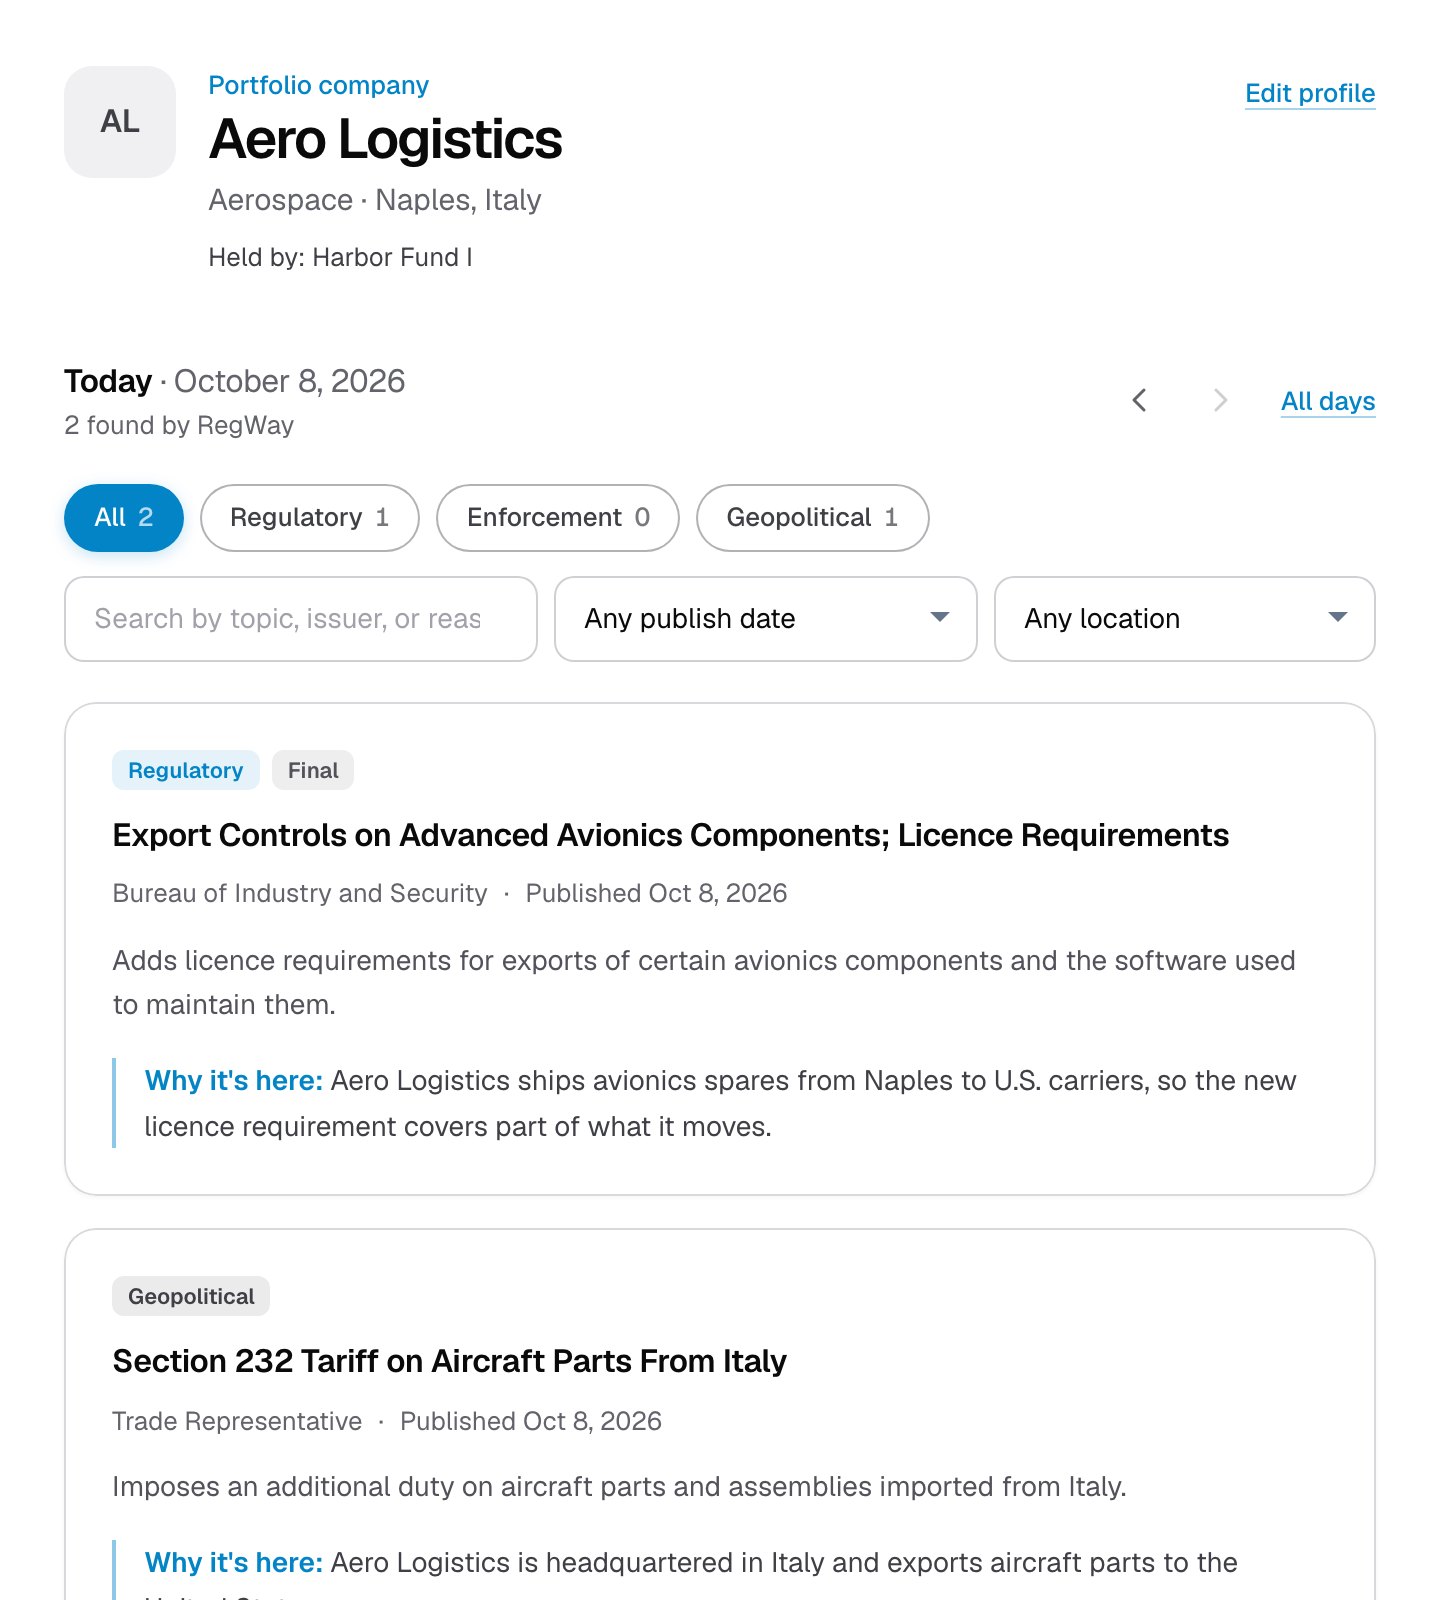 AL
Portfolio company
Edit profile
Aero Logistics
Aerospace · Naples, Italy
Held by: Harbor Fund I
Today · October 8, 2026
2 found by RegWay
All days
All 2
Regulatory 1
Enforcement 0
Geopolitical 1
Search by topic, issuer, or reas
Any publish date
Any location
Regulatory
Final
Export Controls on Advanced Avionics Components; Licence Requirements
Bureau of Industry and Security · Published Oct 8, 2026
Adds licence requirements for exports of certain avionics components and the software used
to maintain them.
Why it's here: Aero Logistics ships avionics spares from Naples to U.S. carriers, so the new
licence requirement covers part of what it moves.
Geopolitical
Section 232 Tariff on Aircraft Parts From Italy
Trade Representative · Published Oct 8, 2026
Imposes an additional duty on aircraft parts and assemblies imported from Italy.
Why it's here: Aero Logistics is headquartered in Italy and exports aircraft parts to the